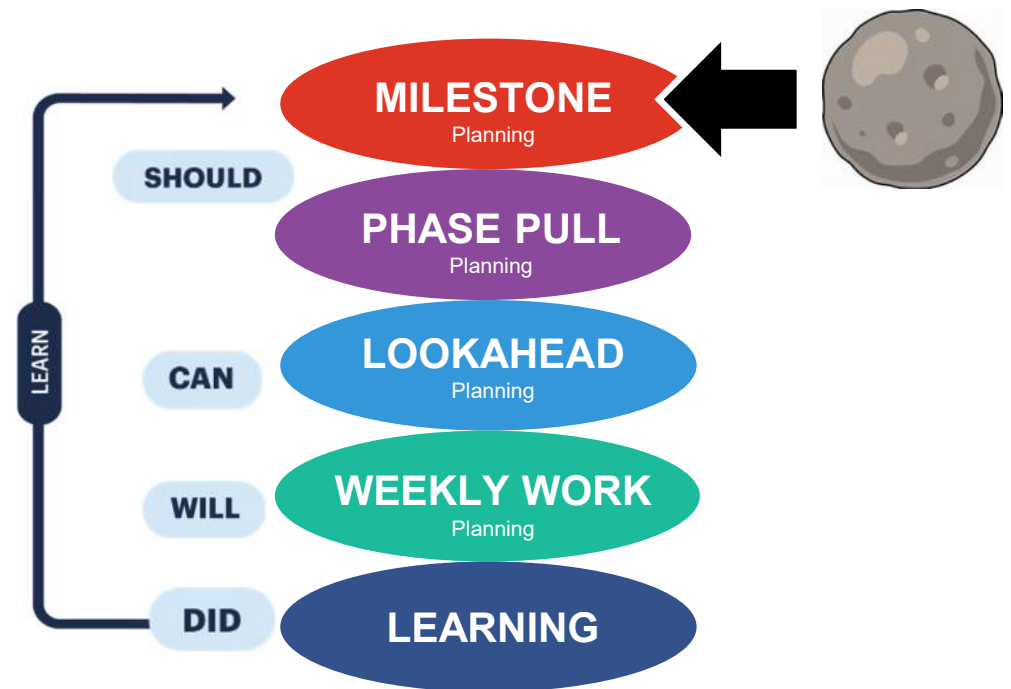 MILESTONE
Planning
SHOULD
PHASE PULL
Planning
LEARN
LOOKAHEAD
CAN
Planning
WEEKLY WORK
WILL
Planning
DID
LEARNING